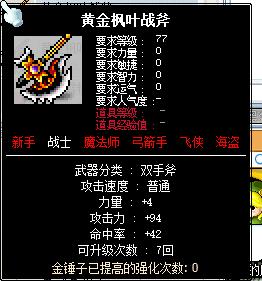 黄金枫叶战斧
要求等级： 77
要求力量： 0
要求触捷： 0
要求智力： 0
要求运气： 0
要求人气度： -
道具等级： -
道具经验值： -
新手 战士 魔法师 弓箭手 飞侠 海盗
武器分类 : 双手斧
攻击速度 : 普通
力量 : +4
攻击力 : +94
命中率 : +42
可升级次数 : 7回
金锤子已提高的强化次数: 0
的